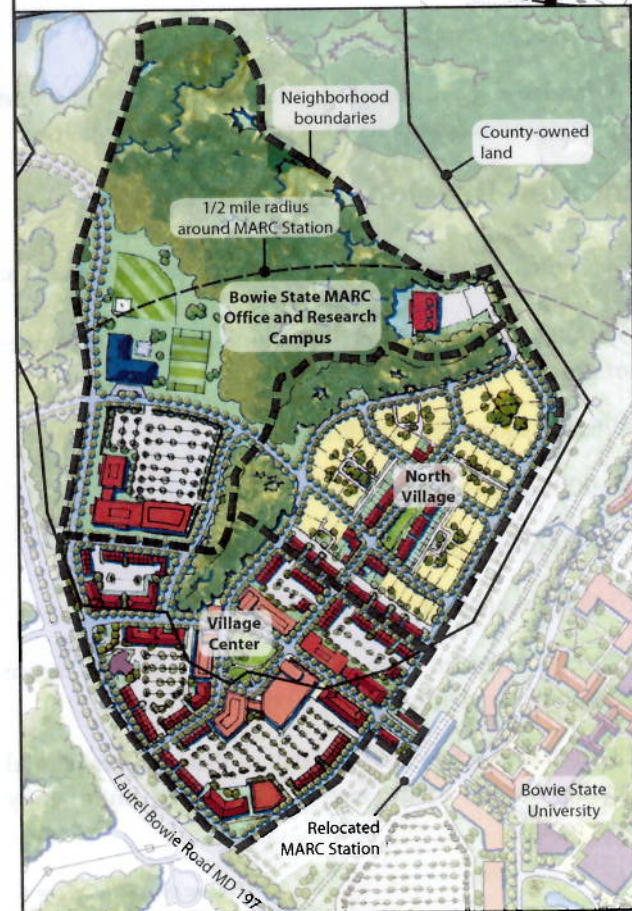 Neighborhood
boundaries
County-owned
land
1/2 mile radius
around MARC Station
Bowie State MARC
Office and Research
Campus
North
Village
Village
Center
Bowie State
University
Relocated
MARC Station
Laurel Bowie Road MD 197